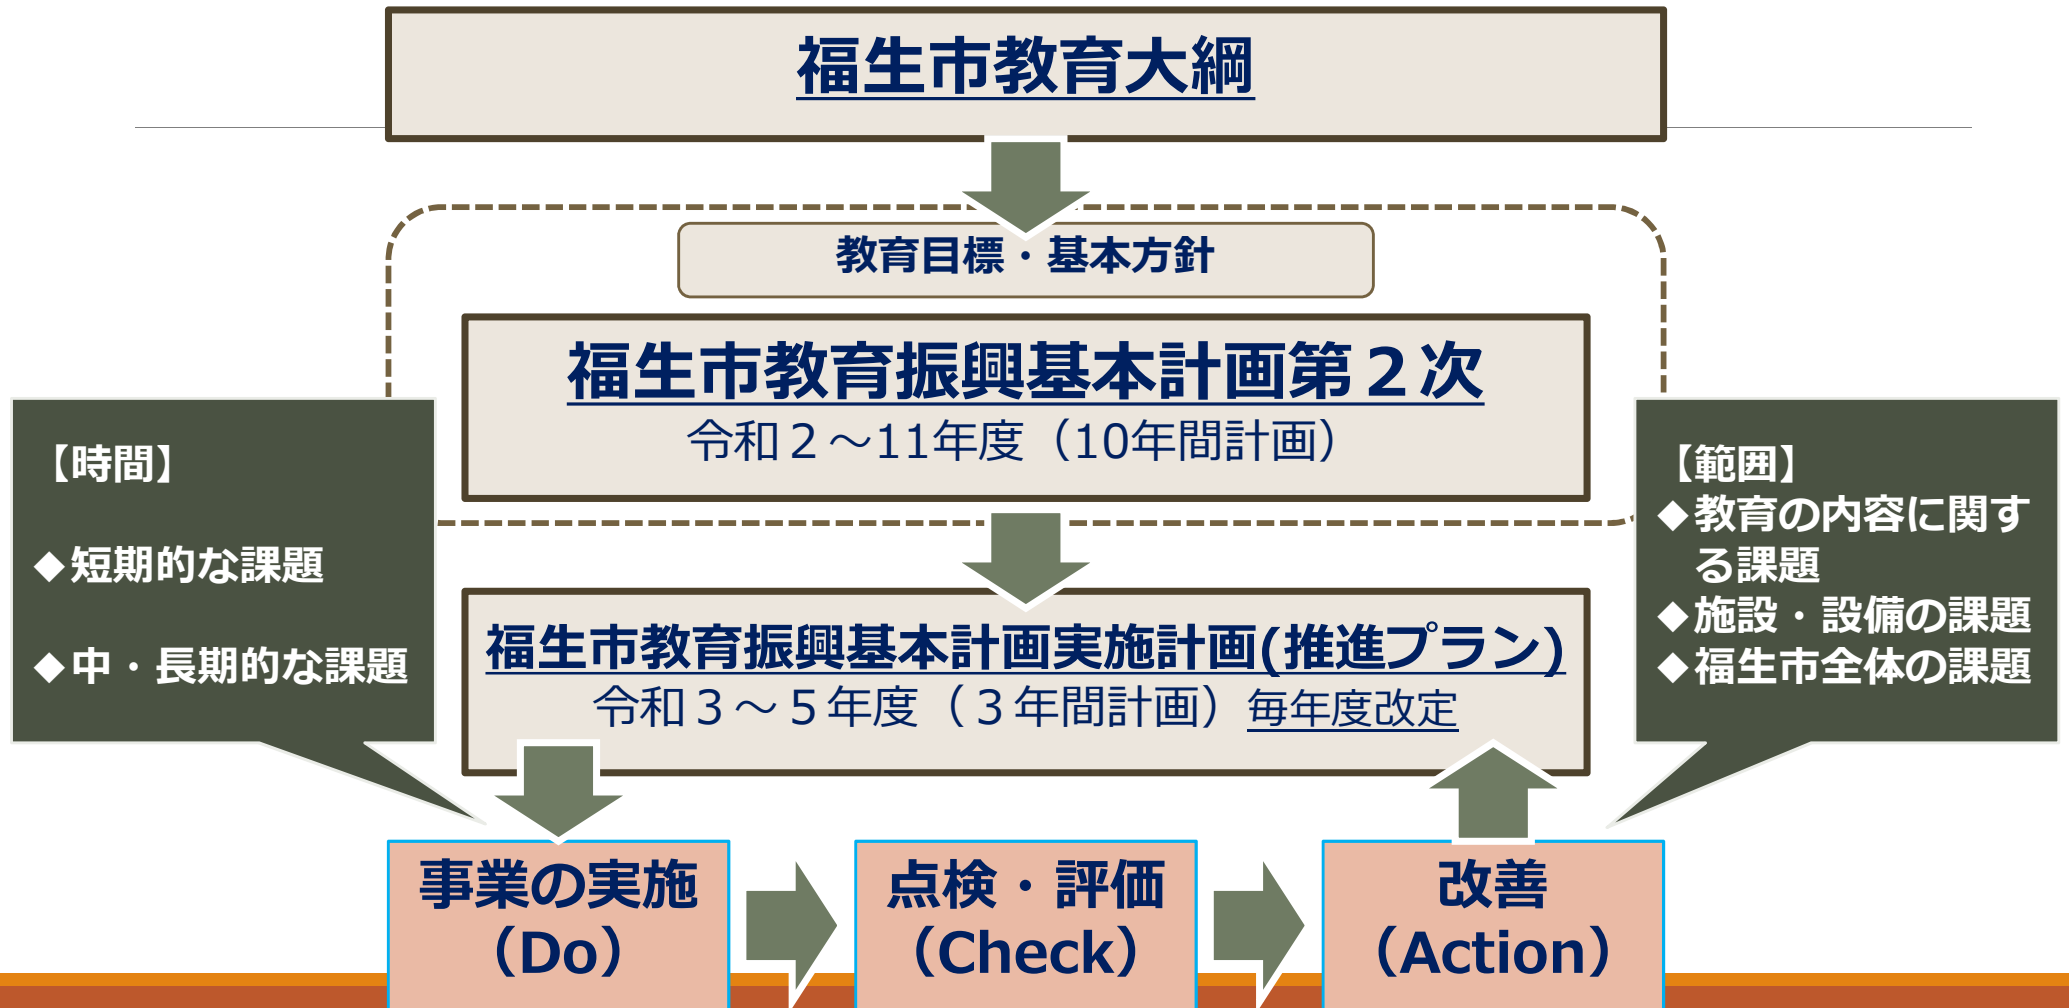 福生市教育大綱
教育目標・基本方針
福生市教育振興基本計画第２次
令和２～11年度（10年間計画）
【時間】
◆短期的な課題
◆中・長期的な課題
【範囲】
◆教育の内容に関す
る課題
◆施設・設備の課題
◆福生市全体の課題
福生市教育振興基本計画実施計画(推進プラン)
令和３～５年度（３年間計画）毎年度改定
事業の実施
（Do）
点検・評価
（Check）
改善
（Action）